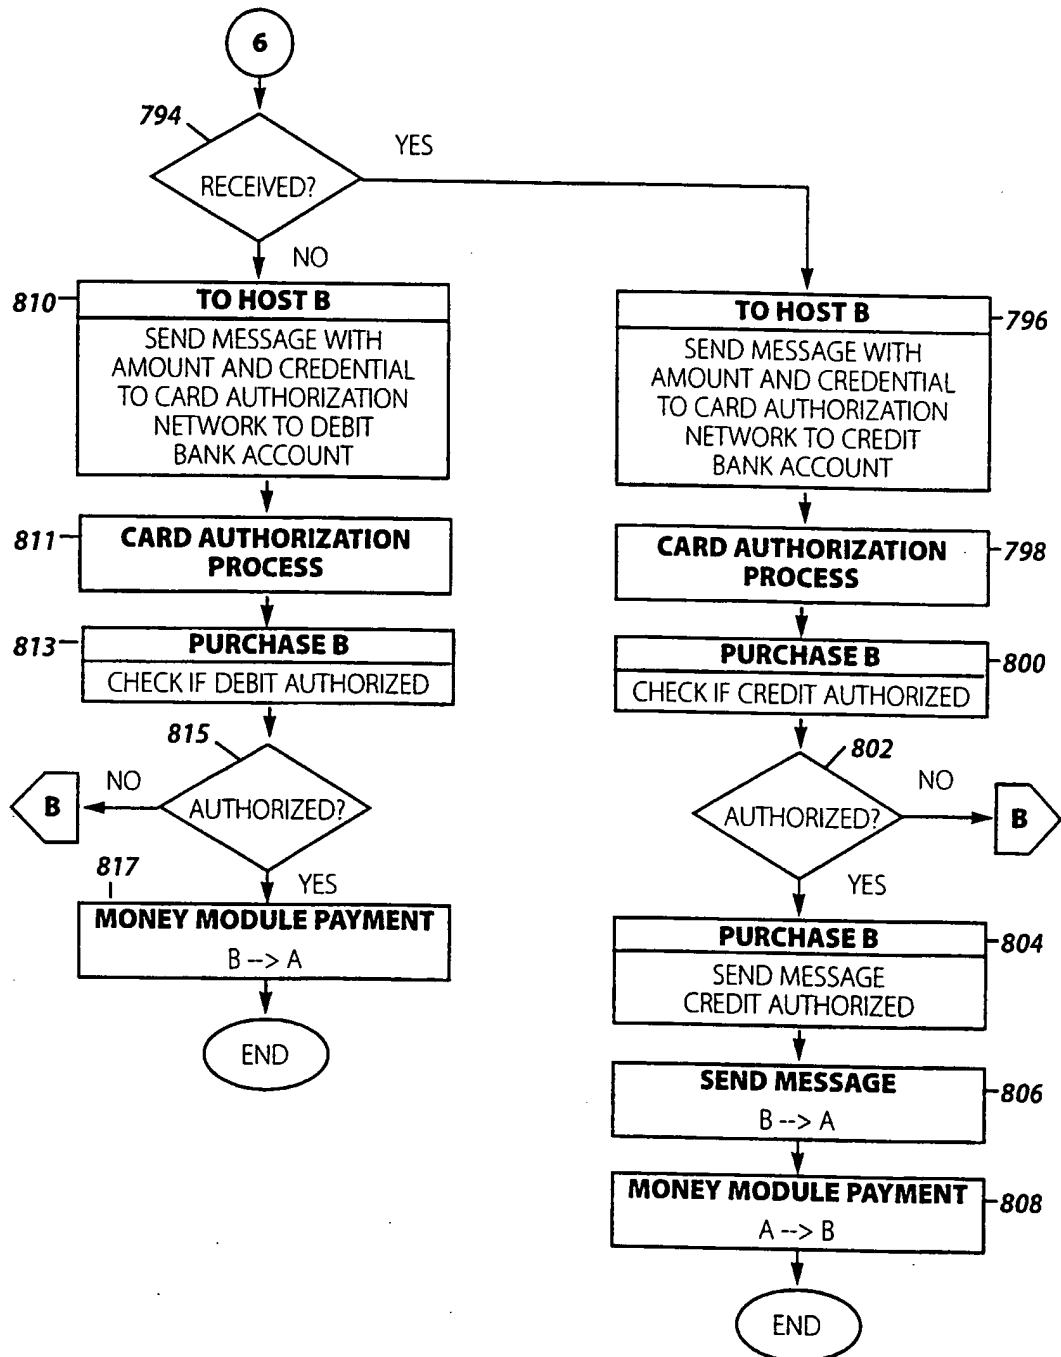 6
794
YES
RECEIVED?
NO
810
TO HOST B
SEND MESSAGE WITH
AMOUNT AND CREDENTIAL
TO CARD AUTHORIZATION
NETWORK TO DEBIT
BANK ACCOUNT
811
CARD AUTHORIZATION
PROCESS
813
PURCHASE B
CHECK IF DEBIT AUTHORIZED
815
NO
B
AUTHORIZED?
817
YES
MONEY MODULE PAYMENT
B --> A
END
TO HOST B
796
SEND MESSAGE WITH
AMOUNT AND CREDENTIAL
TO CARD AUTHORIZATION
NETWORK TO CREDIT
BANK ACCOUNT
CARD AUTHORIZATION
PROCESS
798
PURCHASE B
800
CHECK IF CREDIT AUTHORIZED
802
NO
AUTHORIZED?
B
YES
PURCHASE B
804
SEND MESSAGE
CREDIT AUTHORIZED
SEND MESSAGE
806
B --> A
MONEY MODULE PAYMENT
808
A --> B
END